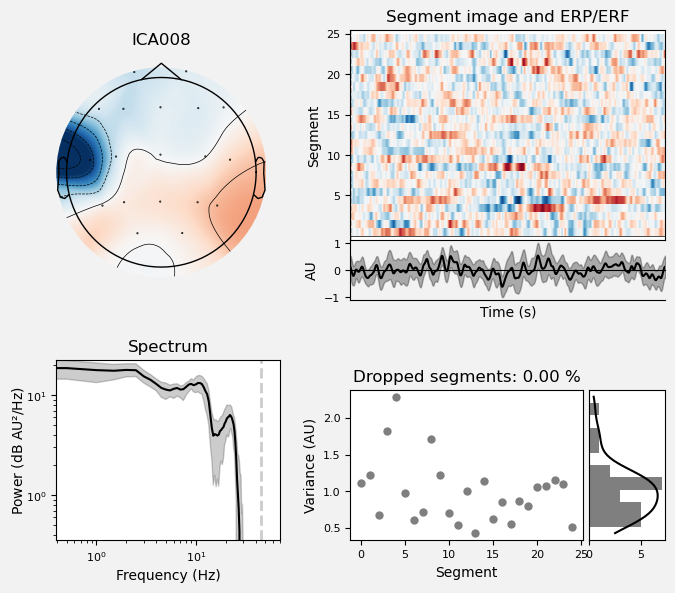 ICA008
Segment image and ERP/ERF
25
20
15
10
5
Segment
1
0
−1
AU
Time (s)
Spectrum
10¹
10⁰
Power (dB AU²/Hz)
10⁰
10¹
Frequency (Hz)
Dropped segments: 0.00 %
2.0
1.5
1.0
0.5
Variance (AU)
0
5
10
15
20
25
Segment
0
5